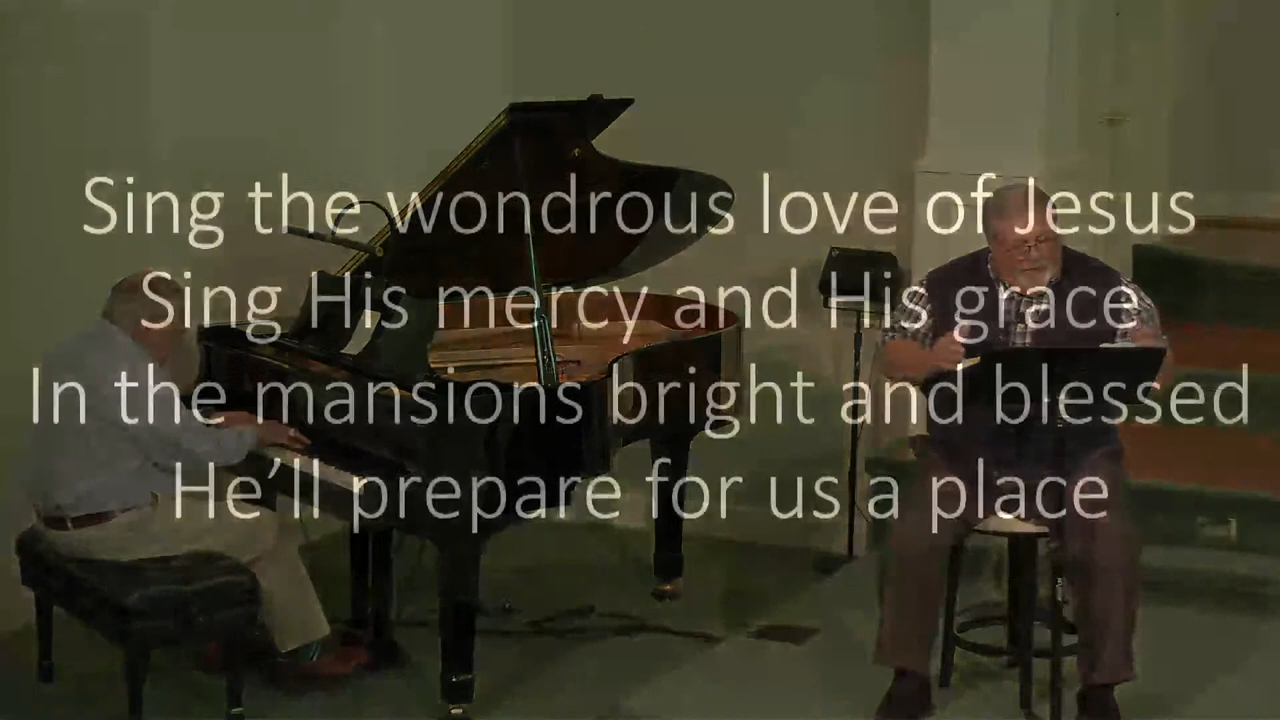 Sing the wondrous love of Jesus
Sing His mercy and His grace
In the mansions bright and blessed
He’ll prepare for us a place